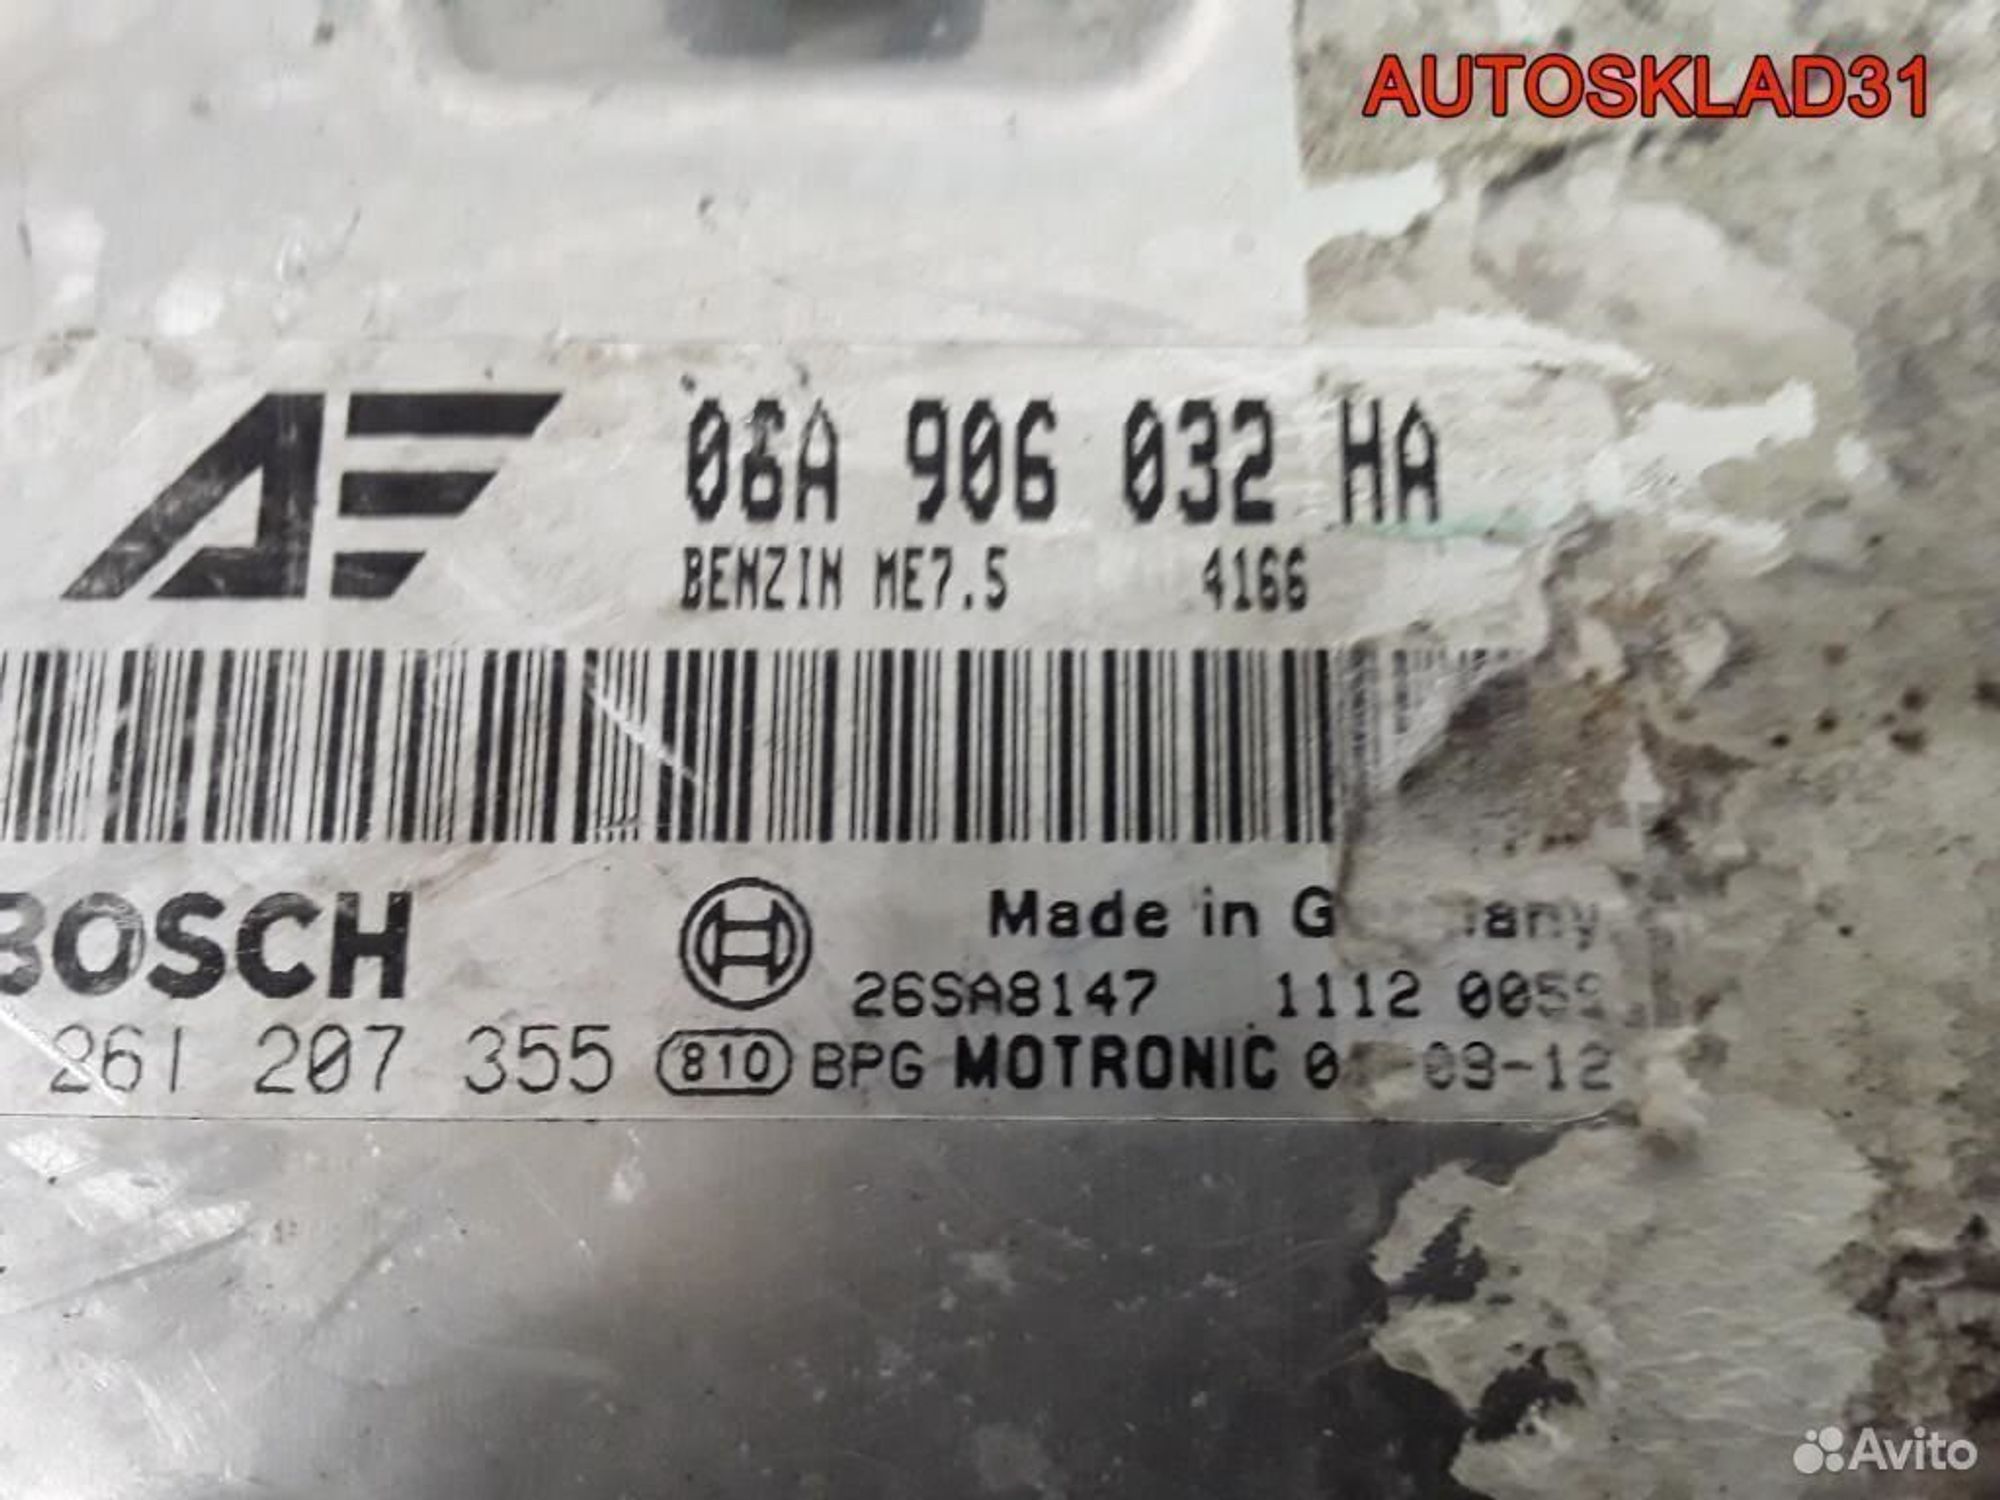 AUTOSKLAD31
AE 06A 906 032 HA
BENZIN ME7.5 4166
BOSCH Made in
26SA8147 1112
261 207 355 810 BPG MOTRONIC
Avito